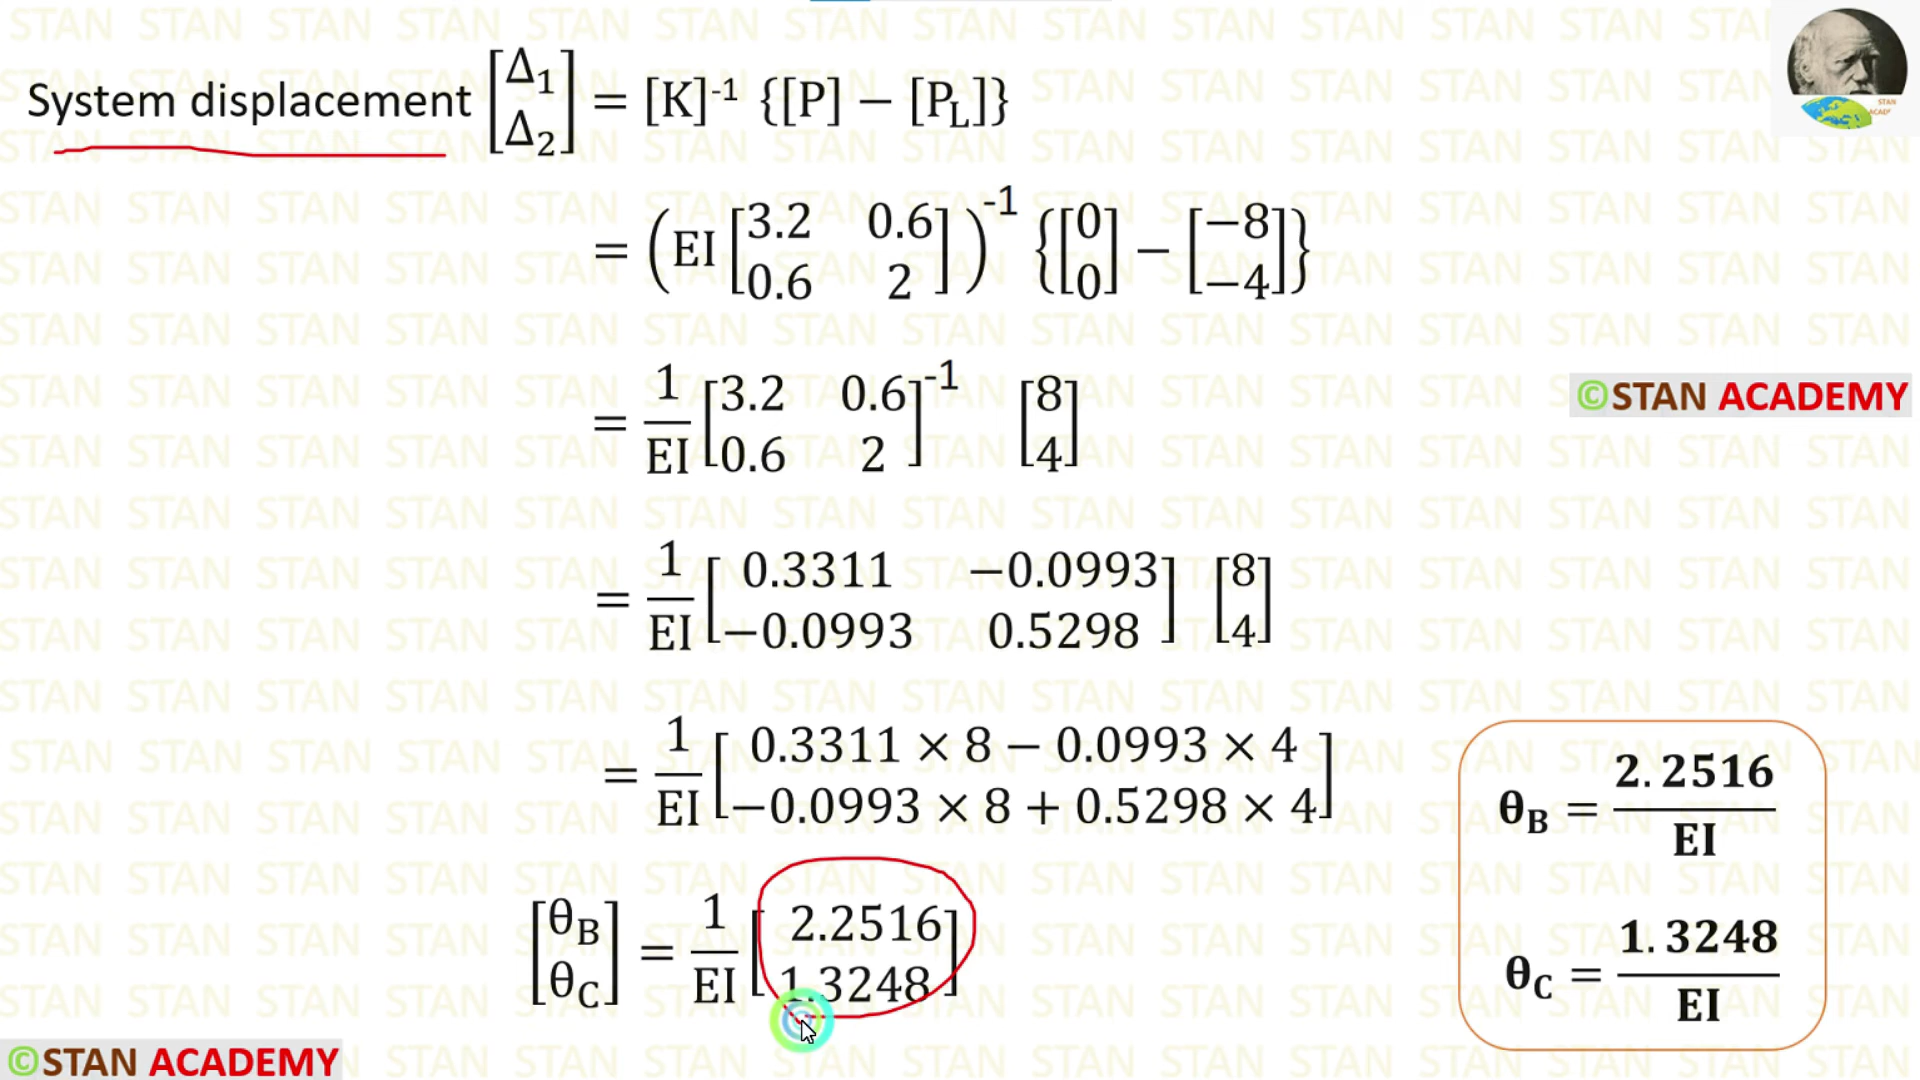 System displacement [Δ1 Δ2] = [K]-1 {[P] − [PL]}
= (EI [3.2 0.6 0.6 2])-1 {[0 0] − [−8 −4]}
= 1/EI [3.2 0.6 0.6 2]-1 [8 4]
©STAN ACADEMY
= 1/EI [0.3311 −0.0993 −0.0993 0.5298] [8 4]
= 1/EI [0.3311 × 8 − 0.0993 × 4 −0.0993 × 8 + 0.5298 × 4]
[θB θC] = 1/EI [2.2516 1.3248]
θB = 2.2516/EI
θC = 1.3248/EI
©STAN ACADEMY